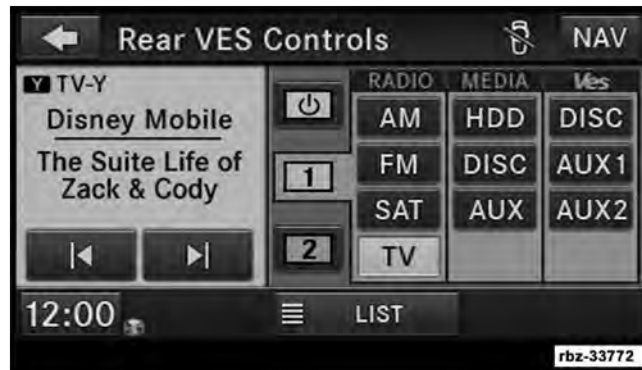 Rear VES Controls
NAV
Y TV-Y
Disney Mobile
The Suite Life of
Zack & Cody
1
2
RADIO MEDIA Ves
AM HDD DISC
FM DISC AUX1
SAT AUX AUX2
TV
12:00
LIST
rbz-33772